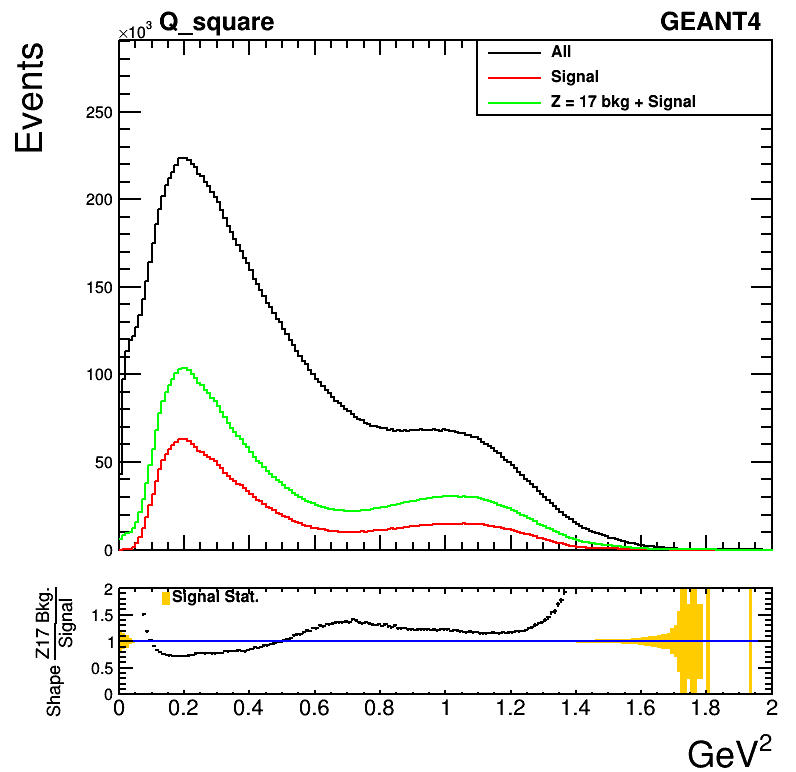 ×10³ Q_square GEANT4
Events
All
Signal
Z = 17 bkg + Signal
250
200
150
100
50
0
Shape Z17 Bkg. / Signal
Signal Stat.
2
1.5
1
0.5
0
0 0.2 0.4 0.6 0.8 1 1.2 1.4 1.6 1.8 2
GeV²